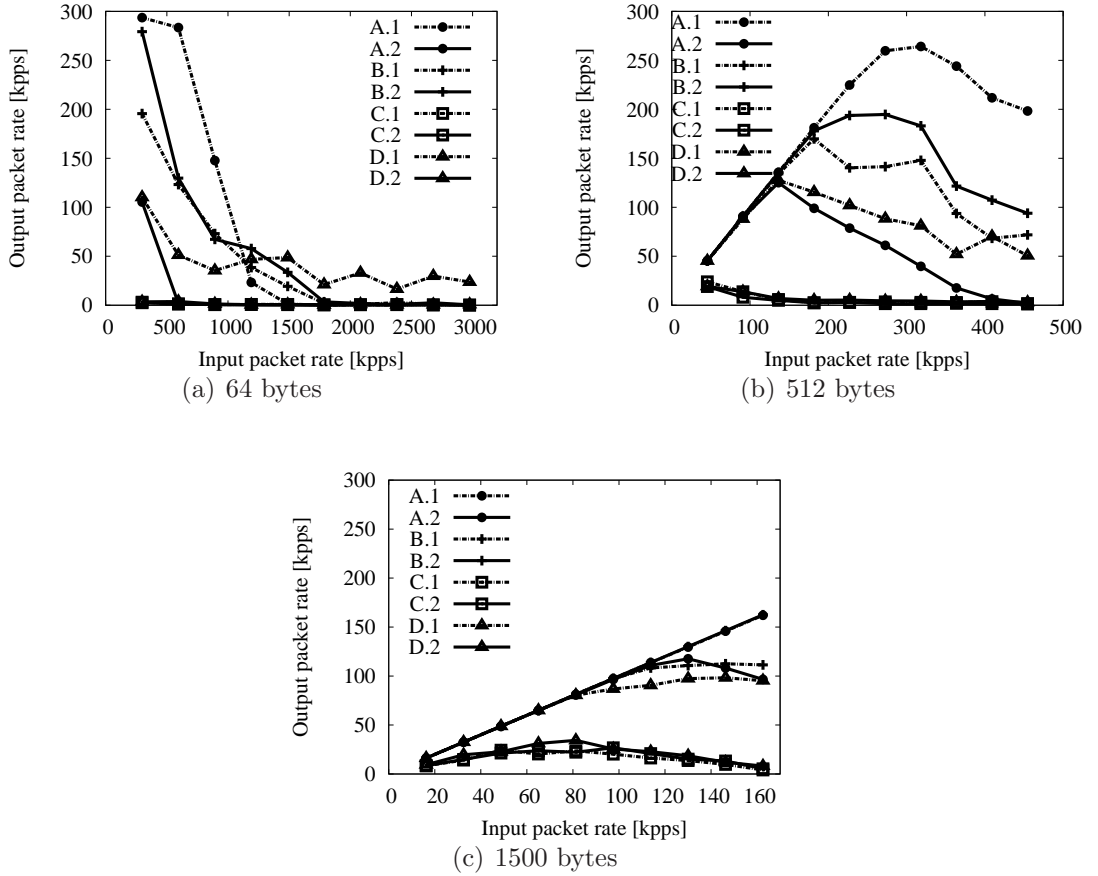 Output packet rate [kpps]
300
250
200
150
100
50
0
A.1
A.2
B.1
B.2
C.1
C.2
D.1
D.2
0 500 1000 1500 2000 2500 3000
Input packet rate [kpps]
(a) 64 bytes
Output packet rate [kpps]
300
250
200
150
100
50
0
A.1
A.2
B.1
B.2
C.1
C.2
D.1
D.2
0 100 200 300 400 500
Input packet rate [kpps]
(b) 512 bytes
Output packet rate [kpps]
300
250
200
150
100
50
0
A.1
A.2
B.1
B.2
C.1
C.2
D.1
D.2
0 20 40 60 80 100 120 140 160
Input packet rate [kpps]
(c) 1500 bytes